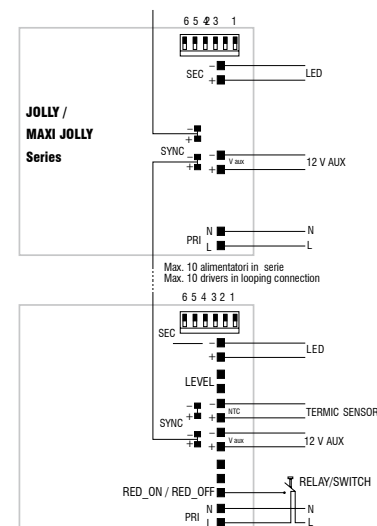 6 5 4 2 3 1
SEC - +
LED
JOLLY /
MAXI JOLLY
Series
- +
SYNC - +
- + V aux
12 V AUX
PRI N L
N
L
Max. 10 alimentatori in serie
Max. 10 drivers in looping connection
6 5 4 3 2 1
SEC - +
LED
LEVEL
SYNC - +
- + NTC
TERMIC SENSOR
- +
- + V aux
12 V AUX
RED_ON / RED_OFF
RELAY/SWITCH
PRI N L
N
L